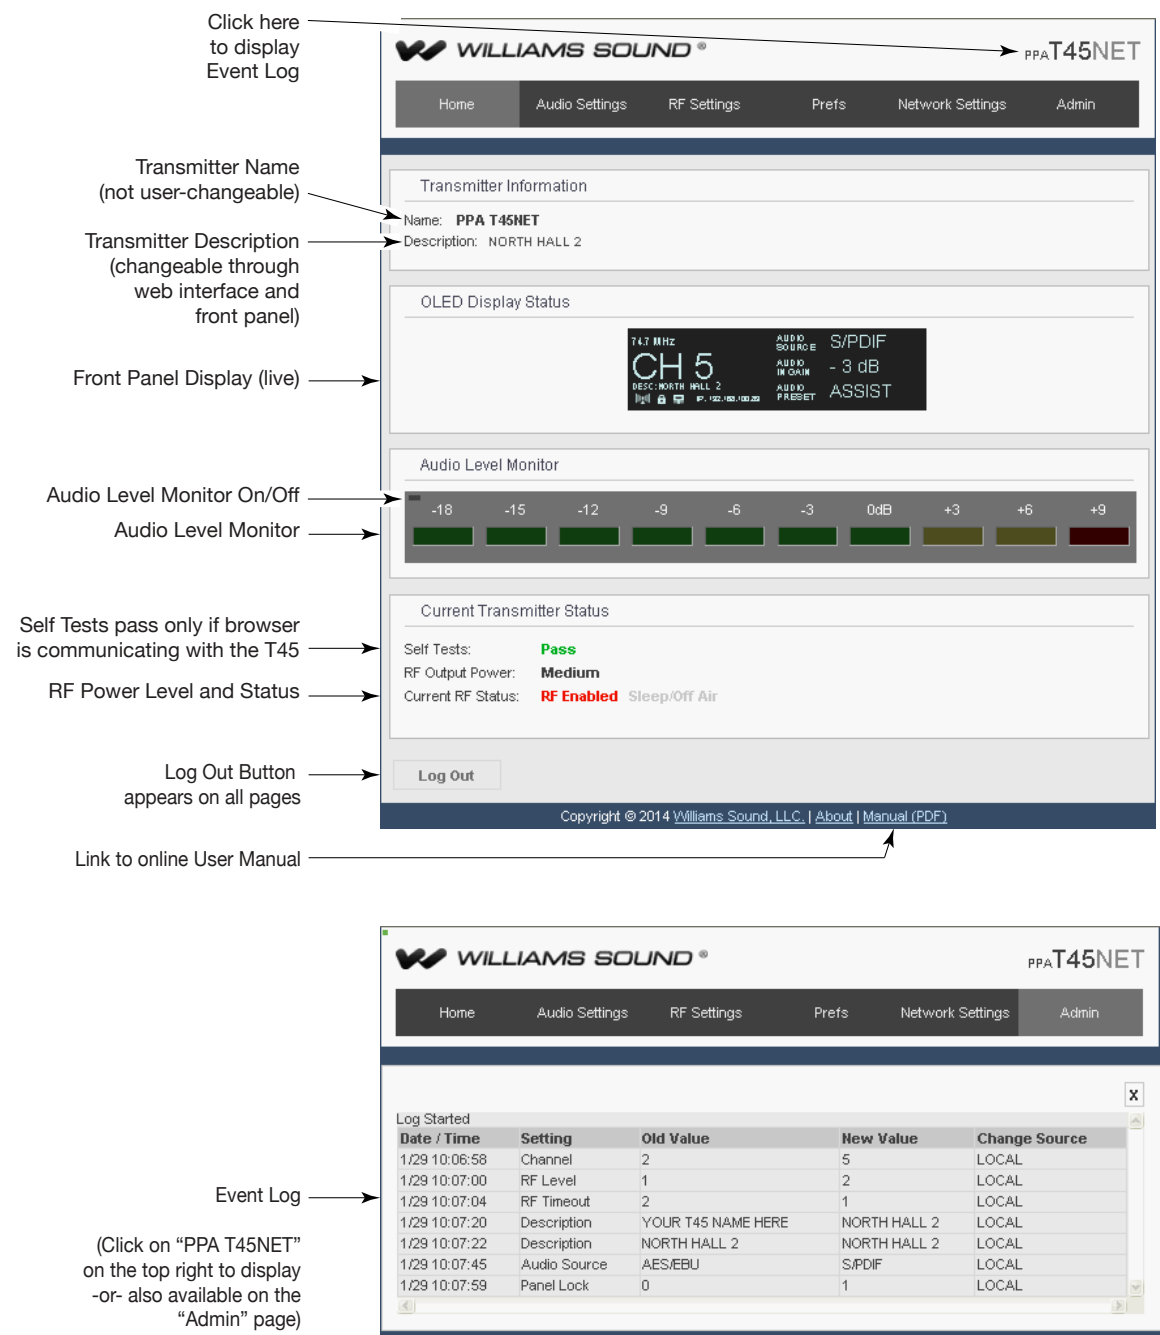 Click here
to display
Event Log
WILLIAMS SOUND®
PPA T45NET
Home Audio Settings RF Settings Prefs Network Settings Admin
Transmitter Name
(not user-changeable)
Transmitter Information
Name: PPA T45NET
Transmitter Description
(changeable through
web interface and
front panel)
Description: NORTH HALL 2
OLED Display Status
Front Panel Display (live)
74.7 MHz
CH 5
DESC:NORTH HALL 2
AUDIO SOURCE S/PDIF
AUDIO IN GAIN - 3 dB
AUDIO PRESET ASSIST
Audio Level Monitor
Audio Level Monitor On/Off
-18 -15 -12 -9 -6 -3 0dB +3 +6 +9
Audio Level Monitor
Current Transmitter Status
Self Tests pass only if browser
is communicating with the T45
Self Tests: Pass
RF Output Power: Medium
RF Power Level and Status
Current RF Status: RF Enabled Sleep/Off Air
Log Out Button
appears on all pages
Log Out
Copyright © 2014 Williams Sound, LLC. | About | Manual (PDF)
Link to online User Manual
WILLIAMS SOUND®
PPA T45NET
Home Audio Settings RF Settings Prefs Network Settings Admin
X
Log Started
Date / Time Setting Old Value New Value Change Source
1/29 10:06:58 Channel 2 5 LOCAL
1/29 10:07:00 RF Level 1 2 LOCAL
1/29 10:07:04 RF Timeout 2 1 LOCAL
1/29 10:07:20 Description YOUR T45 NAME HERE NORTH HALL 2 LOCAL
1/29 10:07:22 Description NORTH HALL 2 NORTH HALL 2 LOCAL
1/29 10:07:45 Audio Source AES/EBU S/PDIF LOCAL
1/29 10:07:59 Panel Lock 0 1 LOCAL
Event Log
(Click on “PPA T45NET”
on the top right to display
-or- also available on the
“Admin” page)